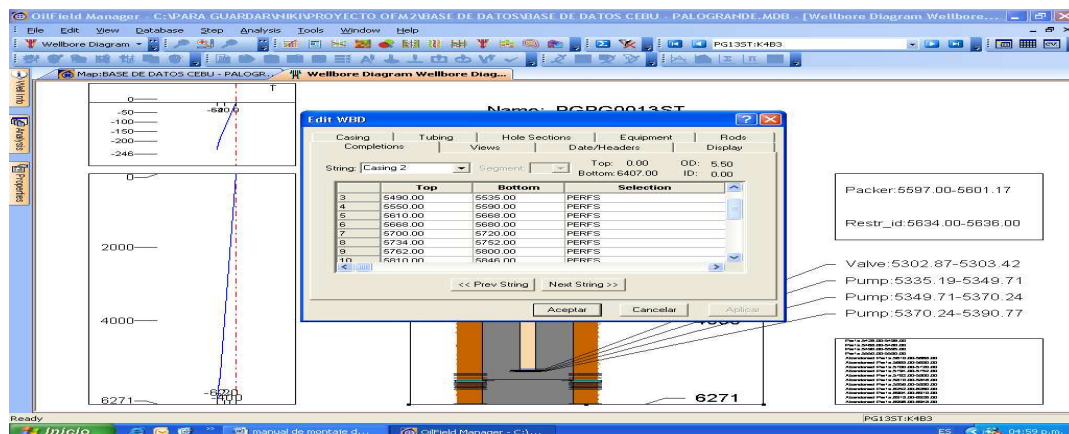 OilField Manager - C:\PARA GUARDAR\NIKI\PROYECTO OFM2\BASE DE DATOS\BASE DE DATOS CEBU - PALOGRANDE.MDB - [Wellbore Diagram Wellbore...
File Edit View Database Step Analysis Tools Window Help
Wellbore Diagram
PG13ST:K4B3
Map:BASE DE DATOS CEBU - PALOGR...
Wellbore Diagram Wellbore Diag...
Well Info
Analysis
Properties
T
0
-50
-100
-150
-200
-246
0
2000
4000
6271
Name: PGPG0013ST
Edit WBD
Casing Tubing Hole Sections Equipment Rods
Completions Views Date/Headers Display
String: Casing 2 Segment: Top: 0.00 OD: 5.50
Bottom: 6407.00 ID: 0.00
Top Bottom Selection
3 5490.00 5535.00 PERFS
4 5550.00 5590.00 PERFS
5 5610.00 5668.00 PERFS
6 5668.00 5680.00 PERFS
7 5700.00 5720.00 PERFS
8 5734.00 5752.00 PERFS
9 5762.00 5800.00 PERFS
10 5810.00 5846.00 PERFS
<< Prev String Next String >>
Aceptar Cancelar Aplicar
Packer:5597.00-5601.17
Restr_id:5634.00-5636.00
Valve:5302.87-5303.42
Pump:5335.19-5349.71
Pump:5349.71-5370.24
Pump:5370.24-5390.77
6271
Ready
PG13ST:K4B3
Inicio
manual de montaje d...
OilField Manager - C:\...
ES
04:59 p.m.